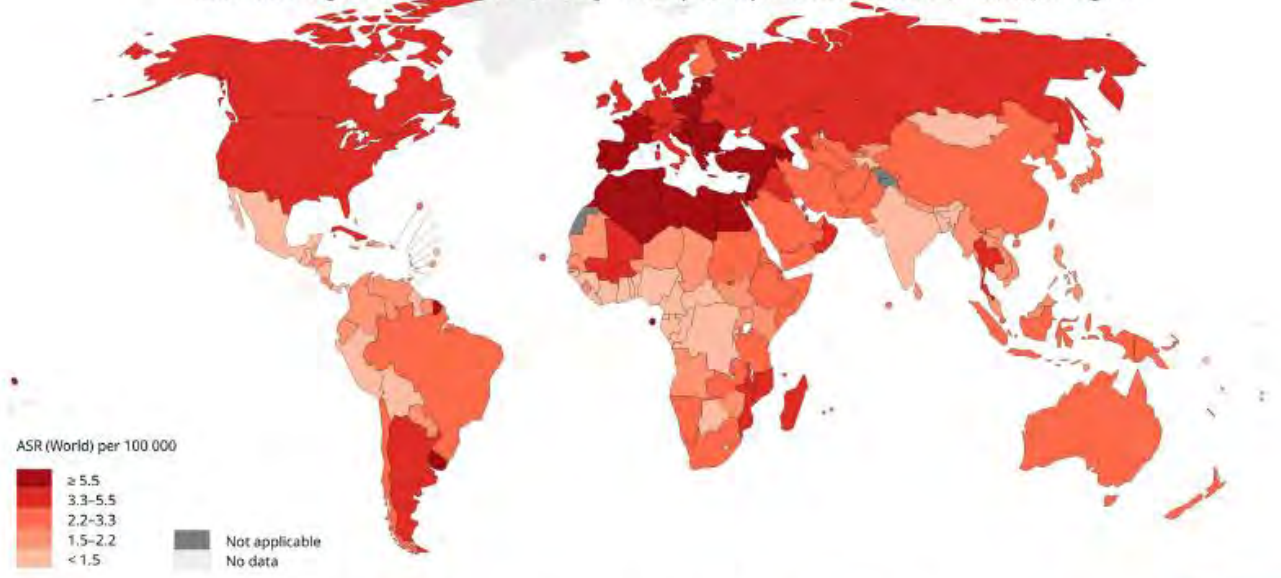 ASR (World) per 100 000
≥ 5.5
3.3–5.5
2.2–3.3
1.5–2.2
< 1.5
Not applicable
No data